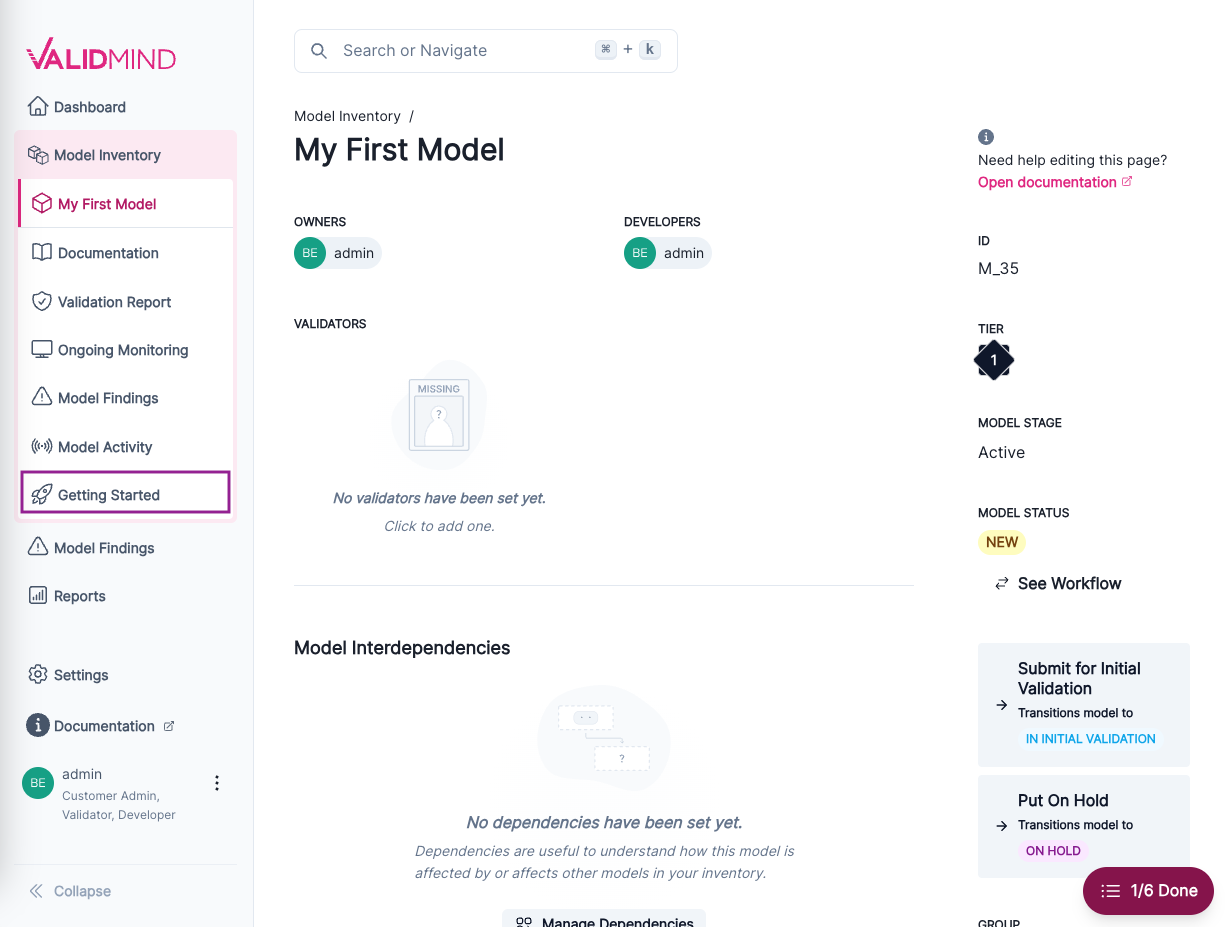 VALIDMIND
Dashboard
Model Inventory
My First Model
Documentation
Validation Report
Ongoing Monitoring
Model Findings
Model Activity
Getting Started
Model Findings
Reports
Settings
Documentation
BE
admin
Customer Admin,
Validator, Developer
Collapse
Search or Navigate
⌘ + k
Model Inventory /
My First Model
OWNERS
BE admin
DEVELOPERS
BE admin
VALIDATORS
MISSING
?
No validators have been set yet.
Click to add one.
Model Interdependencies
?
No dependencies have been set yet.
Dependencies are useful to understand how this model is
affected by or affects other models in your inventory.
Manage Dependencies
Need help editing this page?
Open documentation
ID
M_35
TIER
1
MODEL STAGE
Active
MODEL STATUS
NEW
See Workflow
Submit for Initial
Validation
Transitions model to
IN INITIAL VALIDATION
Put On Hold
Transitions model to
ON HOLD
1/6 Done
GROUP